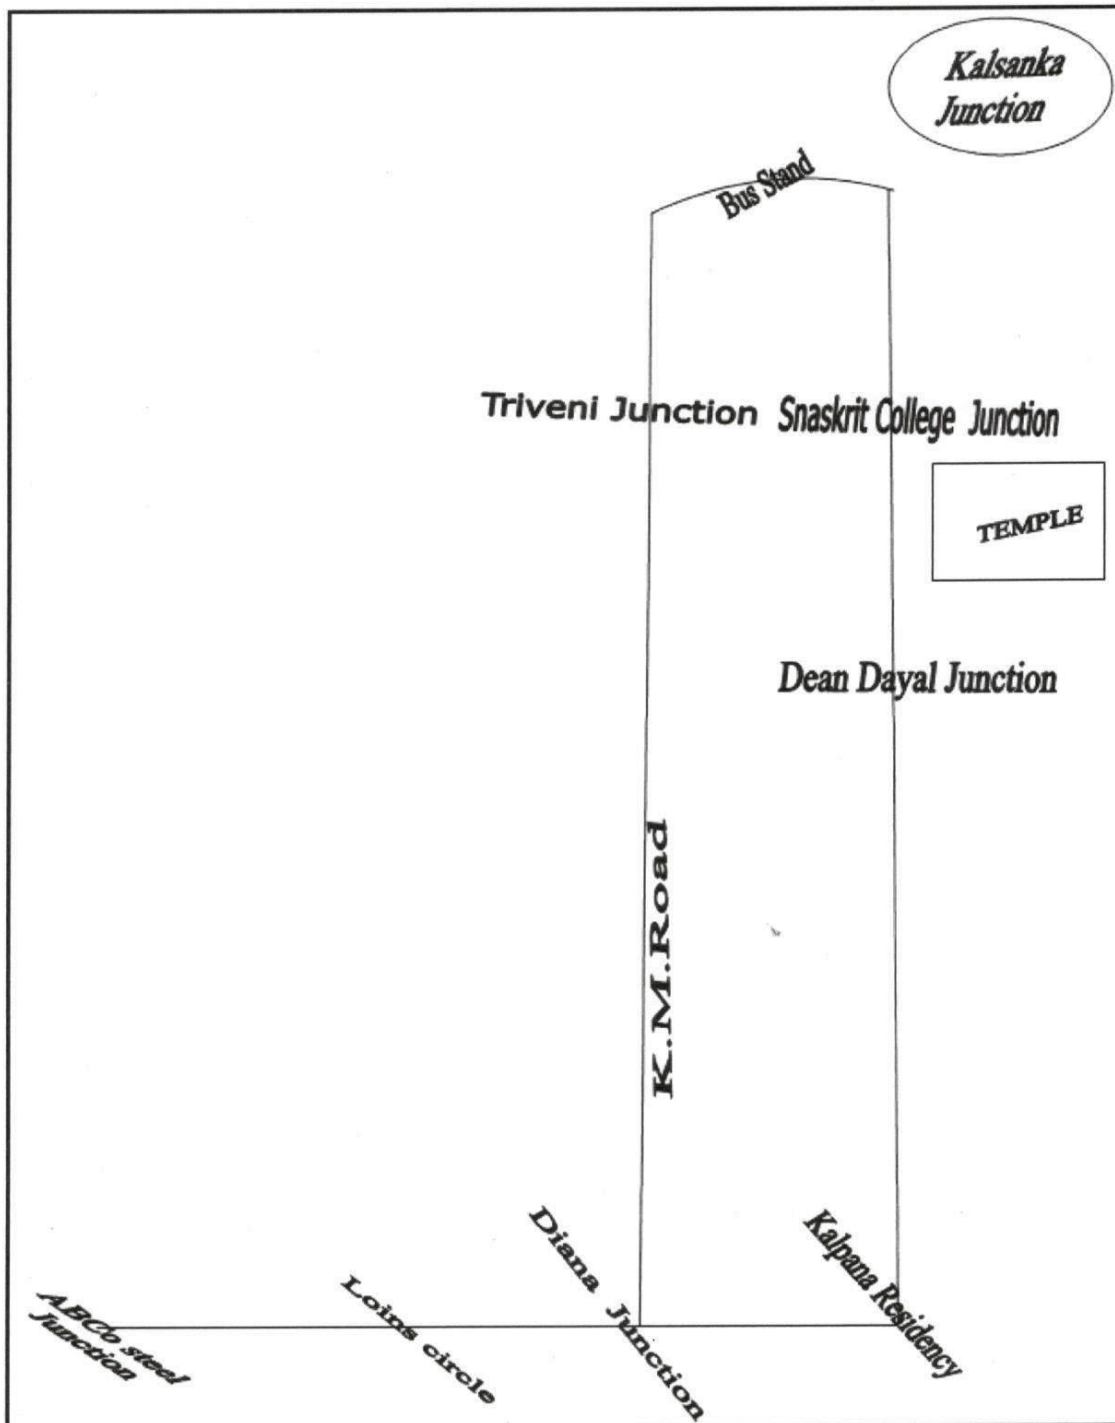 Kalsanka
Junction
Bus Stand
Triveni Junction
Snaskrit College Junction
TEMPLE
Dean Dayal Junction
K.M.Road
ABCo steel
Junction
Loins circle
Diana Junction
Kalpana Residency